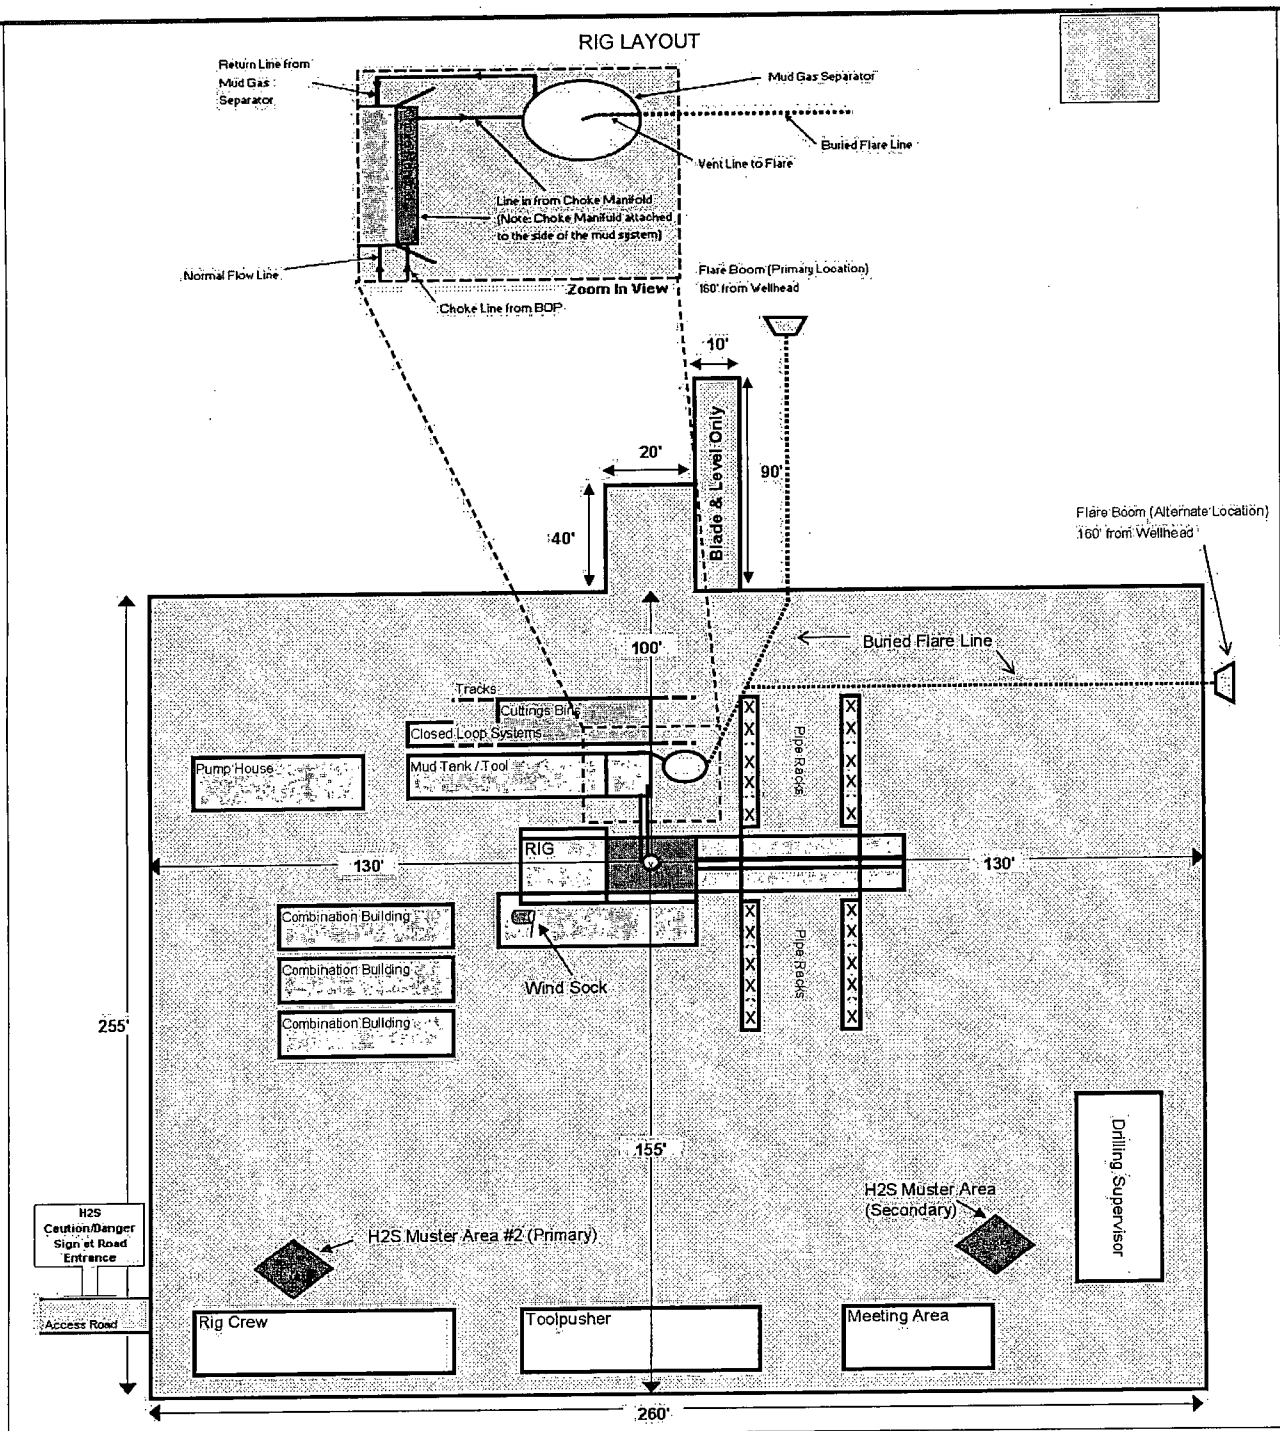 RIG LAYOUT
Return Line from
Mud Gas
Separator
Mud Gas Separator
Buried Flare Line
Vent Line to Flare
Line in from Choke Manifold
(Note: Choke Manifold attached
to the side of the mud system)
Normal Flow Line
Choke Line from BOP
Zoom In View
Flare Boom (Primary Location)
160' from Wellhead
10'
Blade & Level Only
90'
20'
40'
Flare Boom (Alternate Location)
160' from Wellhead
100'
Buried Flare Line
Tracks
Cuttings Bins
Closed Loop Systems
Mud Tank / Tool
Pump House
Pipe Racks
X X X X X
X X X X X
RIG
130'
130'
Combination Building
Combination Building
Combination Building
Wind Sock
Pipe Racks
X X X X X
X X X X X
255'
155'
Drilling Supervisor
H2S Muster Area
(Secondary)
H2S Muster Area #2 (Primary)
H2S
Caution/Danger
Sign at Road
Entrance
Access Road
Rig Crew
Toolpusher
Meeting Area
260'